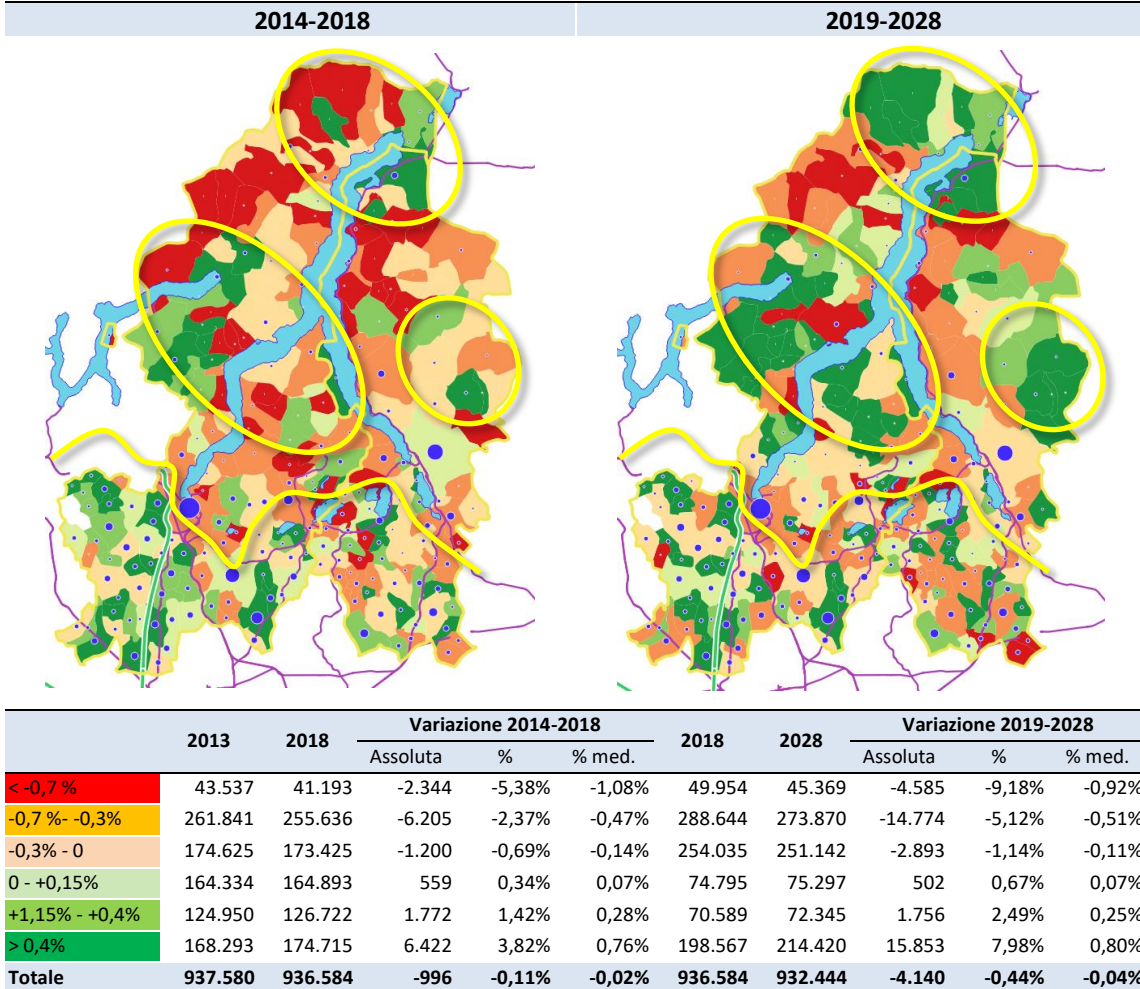 2014-2018 2019-2028
2013 2018 Variazione 2014-2018 2018 2028 Variazione 2019-2028
Assoluta % % med. Assoluta % % med.
< -0,7 % 43.537 41.193 -2.344 -5,38% -1,08% 49.954 45.369 -4.585 -9,18% -0,92%
-0,7 %- -0,3% 261.841 255.636 -6.205 -2,37% -0,47% 288.644 273.870 -14.774 -5,12% -0,51%
-0,3% - 0 174.625 173.425 -1.200 -0,69% -0,14% 254.035 251.142 -2.893 -1,14% -0,11%
0 - +0,15% 164.334 164.893 559 0,34% 0,07% 74.795 75.297 502 0,67% 0,07%
+1,15% - +0,4% 124.950 126.722 1.772 1,42% 0,28% 70.589 72.345 1.756 2,49% 0,25%
> 0,4% 168.293 174.715 6.422 3,82% 0,76% 198.567 214.420 15.853 7,98% 0,80%
Totale 937.580 936.584 -996 -0,11% -0,02% 936.584 932.444 -4.140 -0,44% -0,04%